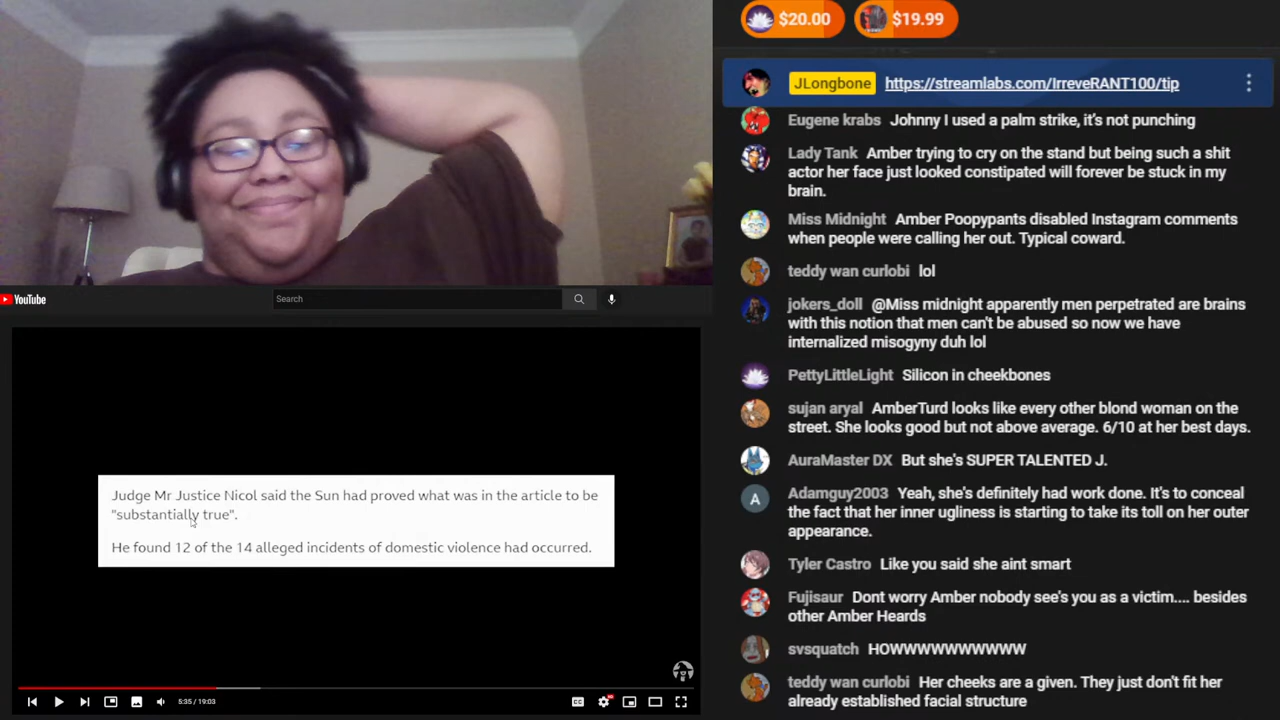 $20.00
$19.99
JLongbone https://streamlabs.com/IrreveRANT100/tip
Eugene krabs Johnny I used a palm strike, it's not punching
Lady Tank Amber trying to cry on the stand but being such a shit
actor her face just looked constipated will forever be stuck in my
brain.
Miss Midnight Amber Poopypants disabled Instagram comments
when people were calling her out. Typical coward.
teddy wan curlobi lol
jokers_doll @Miss midnight apparently men perpetrated are brains
with this notion that men can't be abused so now we have
internalized misogyny duh lol
PettyLittleLight Silicon in cheekbones
sujan aryal AmberTurd looks like every other blond woman on the
street. She looks good but not above average. 6/10 at her best days.
AuraMaster DX But she's SUPER TALENTED J.
A
Adamguy2003 Yeah, she's definitely had work done. It's to conceal
the fact that her inner ugliness is starting to take its toll on her outer
appearance.
Tyler Castro Like you said she aint smart
Fujisaur Dont worry Amber nobody see's you as a victim.... besides
other Amber Heards
svsquatch HOWWWWWWWWWW
teddy wan curlobi Her cheeks are a given. They just don't fit her
already established facial structure
YouTube
Search
Judge Mr Justice Nicol said the Sun had proved what was in the article to be
"substantially true".
He found 12 of the 14 alleged incidents of domestic violence had occurred.
5:35 / 19:03